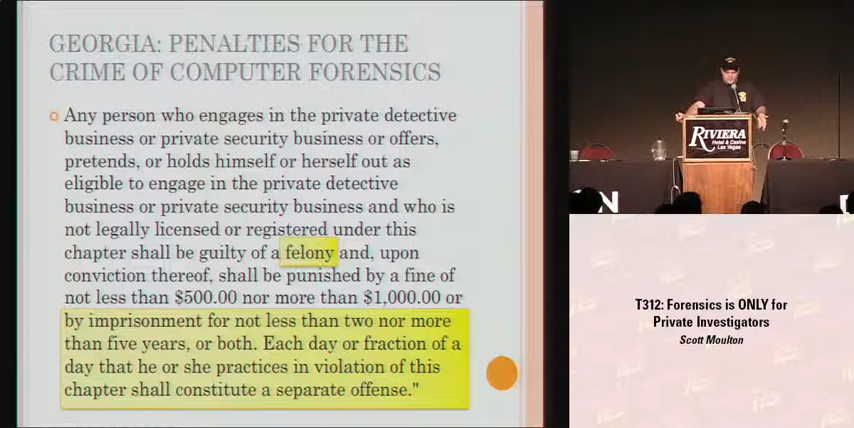 GEORGIA: PENALTIES FOR THE
CRIME OF COMPUTER FORENSICS
Any person who engages in the private detective
business or private security business or offers,
pretends, or holds himself or herself out as
eligible to engage in the private detective
business or private security business and who is
not legally licensed or registered under this
chapter shall be guilty of a felony and, upon
conviction thereof, shall be punished by a fine of
not less than $500.00 nor more than $1,000.00 or
by imprisonment for not less than two nor more
than five years, or both. Each day or fraction of a
day that he or she practices in violation of this
chapter shall constitute a separate offense."
RIVIERA
Hotel & Casino
Las Vegas
N
T312: Forensics is ONLY for
Private Investigators
Scott Moulton